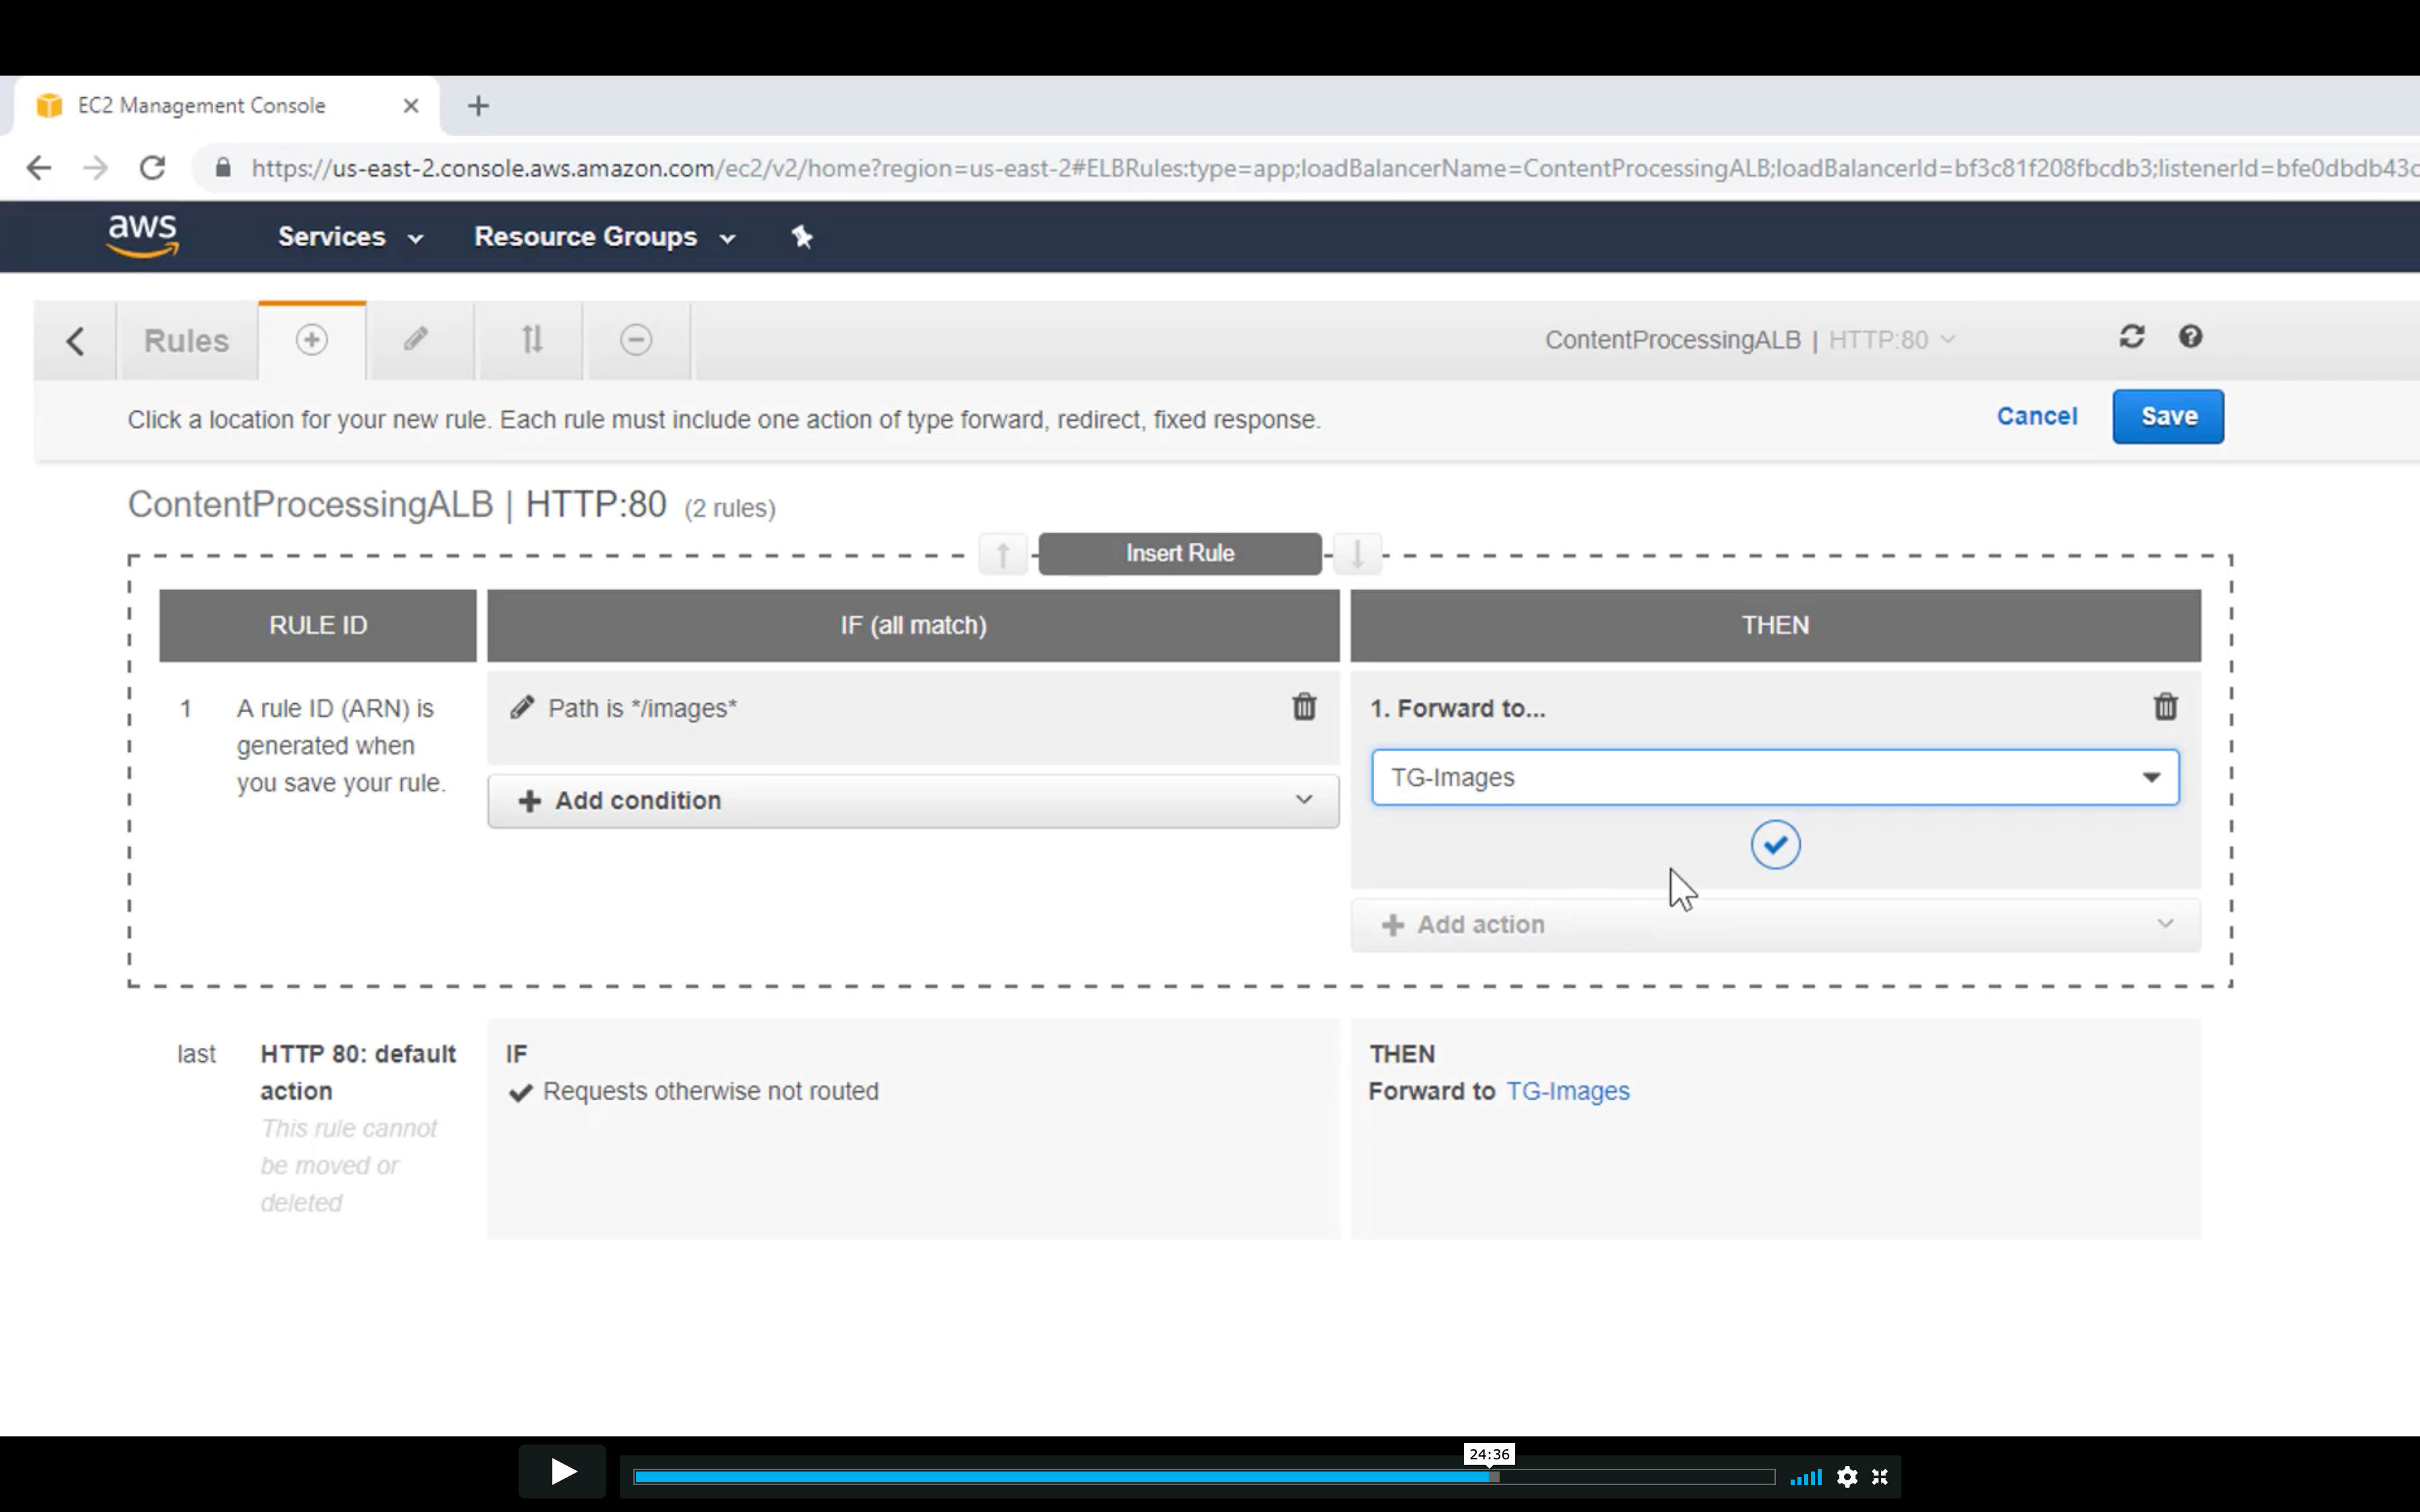 EC2 Management Console
https://us-east-2.console.aws.amazon.com/ec2/v2/home?region=us-east-2#ELBRules:type=app;loadBalancerName=ContentProcessingALB;loadBalancerId=bf3c81f208fbcdb3;listenerId=bfe0dbdb43c
aws Services Resource Groups
Rules ContentProcessingALB | HTTP:80
Click a location for your new rule. Each rule must include one action of type forward, redirect, fixed response. Cancel Save
ContentProcessingALB | HTTP:80 (2 rules)
Insert Rule
RULE ID IF (all match) THEN
1 A rule ID (ARN) is
generated when
you save your rule.
Path is */images*
Add condition
1. Forward to...
TG-Images
Add action
last HTTP 80: default
action
This rule cannot
be moved or
deleted
IF
Requests otherwise not routed
THEN
Forward to TG-Images
24:36